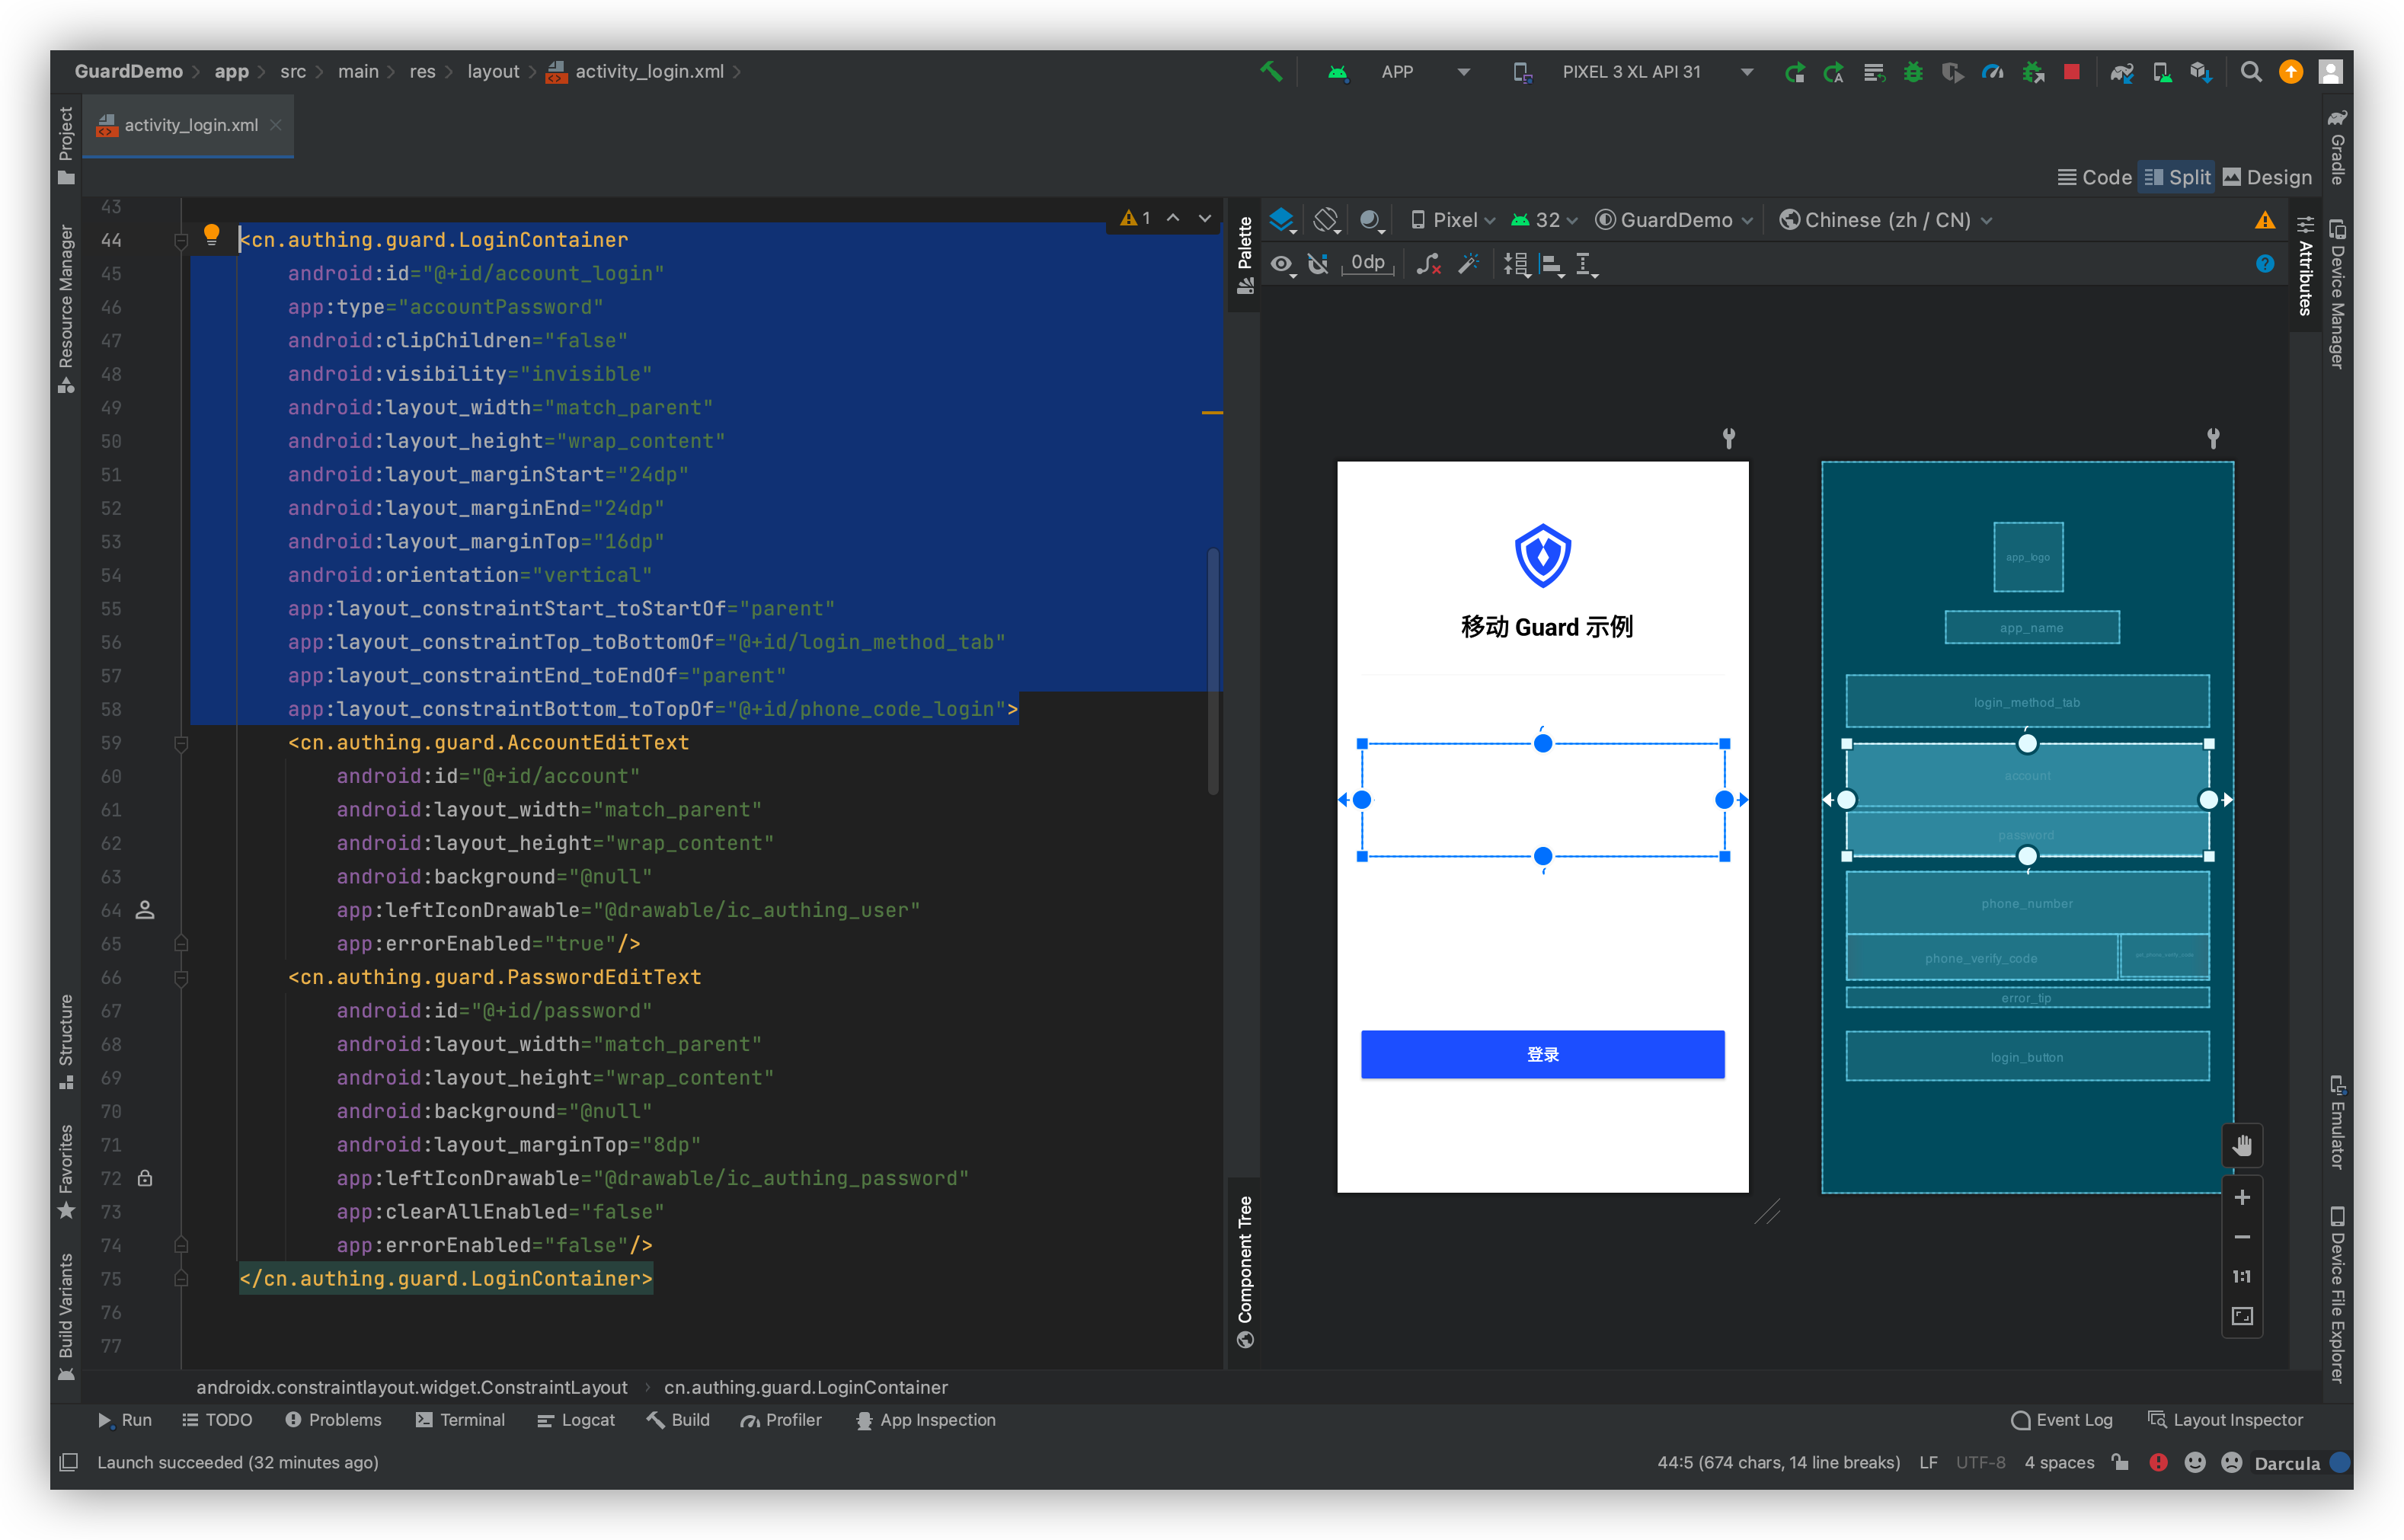 GuardDemo app src main res layout activity_login.xml
APP PIXEL 3 XL API 31
activity_login.xml
Code Split Design
Project
Resource Manager
Structure
Favorites
Build Variants
1
43
44 <cn.authing.guard.LoginContainer
45 android:id="@+id/account_login"
46 app:type="accountPassword"
47 android:clipChildren="false"
48 android:visibility="invisible"
49 android:layout_width="match_parent"
50 android:layout_height="wrap_content"
51 android:layout_marginStart="24dp"
52 android:layout_marginEnd="24dp"
53 android:layout_marginTop="16dp"
54 android:orientation="vertical"
55 app:layout_constraintStart_toStartOf="parent"
56 app:layout_constraintTop_toBottomOf="@+id/login_method_tab"
57 app:layout_constraintEnd_toEndOf="parent"
58 app:layout_constraintBottom_toTopOf="@+id/phone_code_login">
59 <cn.authing.guard.AccountEditText
60 android:id="@+id/account"
61 android:layout_width="match_parent"
62 android:layout_height="wrap_content"
63 android:background="@null"
64 app:leftIconDrawable="@drawable/ic_authing_user"
65 app:errorEnabled="true"/>
66 <cn.authing.guard.PasswordEditText
67 android:id="@+id/password"
68 android:layout_width="match_parent"
69 android:layout_height="wrap_content"
70 android:background="@null"
71 android:layout_marginTop="8dp"
72 app:leftIconDrawable="@drawable/ic_authing_password"
73 app:clearAllEnabled="false"
74 app:errorEnabled="false"/>
75 </cn.authing.guard.LoginContainer>
76
77
Palette
Component Tree
Pixel 32 GuardDemo Chinese (zh / CN)
0dp
移动 Guard 示例
登录
app_logo
app_name
login_method_tab
account
password
phone_number
phone_verify_code
error_tip
login_button
1:1
Attributes
Gradle
Device Manager
Emulator
Device File Explorer
androidx.constraintlayout.widget.ConstraintLayout cn.authing.guard.LoginContainer
Run TODO Problems Terminal Logcat Build Profiler App Inspection Event Log Layout Inspector
Launch succeeded (32 minutes ago) 44:5 (674 chars, 14 line breaks) LF UTF-8 4 spaces Darcula